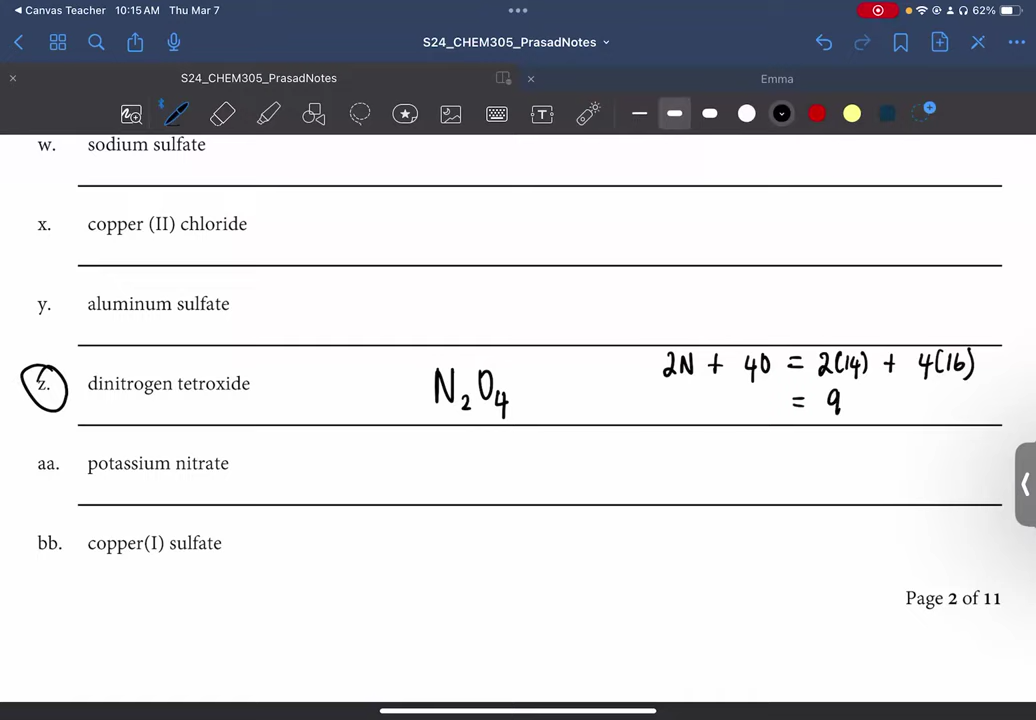 Canvas Teacher 10:15 AM Thu Mar 7 62%
S24_CHEM305_PrasadNotes
S24_CHEM305_PrasadNotes Emma
w. sodium sulfate
x. copper (II) chloride
y. aluminum sulfate
z. dinitrogen tetroxide N₂O₄ 2N + 4O = 2(14) + 4(16)
= 9
aa. potassium nitrate
bb. copper(I) sulfate
Page 2 of 11